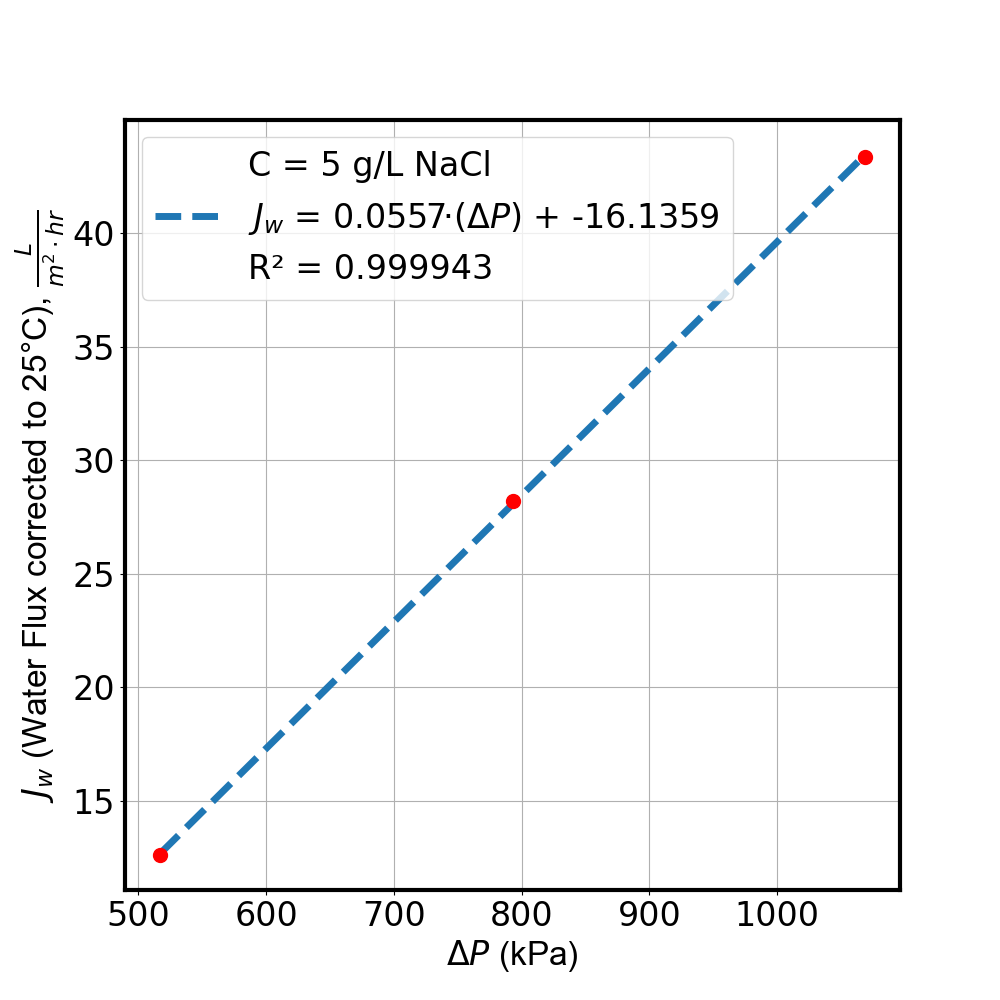 C = 5 g/L NaCl
J_w = 0.0557·(ΔP) + -16.1359
R² = 0.999943
J_w (Water Flux corrected to 25°C), L/(m² · hr)
40
35
30
25
20
15
500 600 700 800 900 1000
ΔP (kPa)